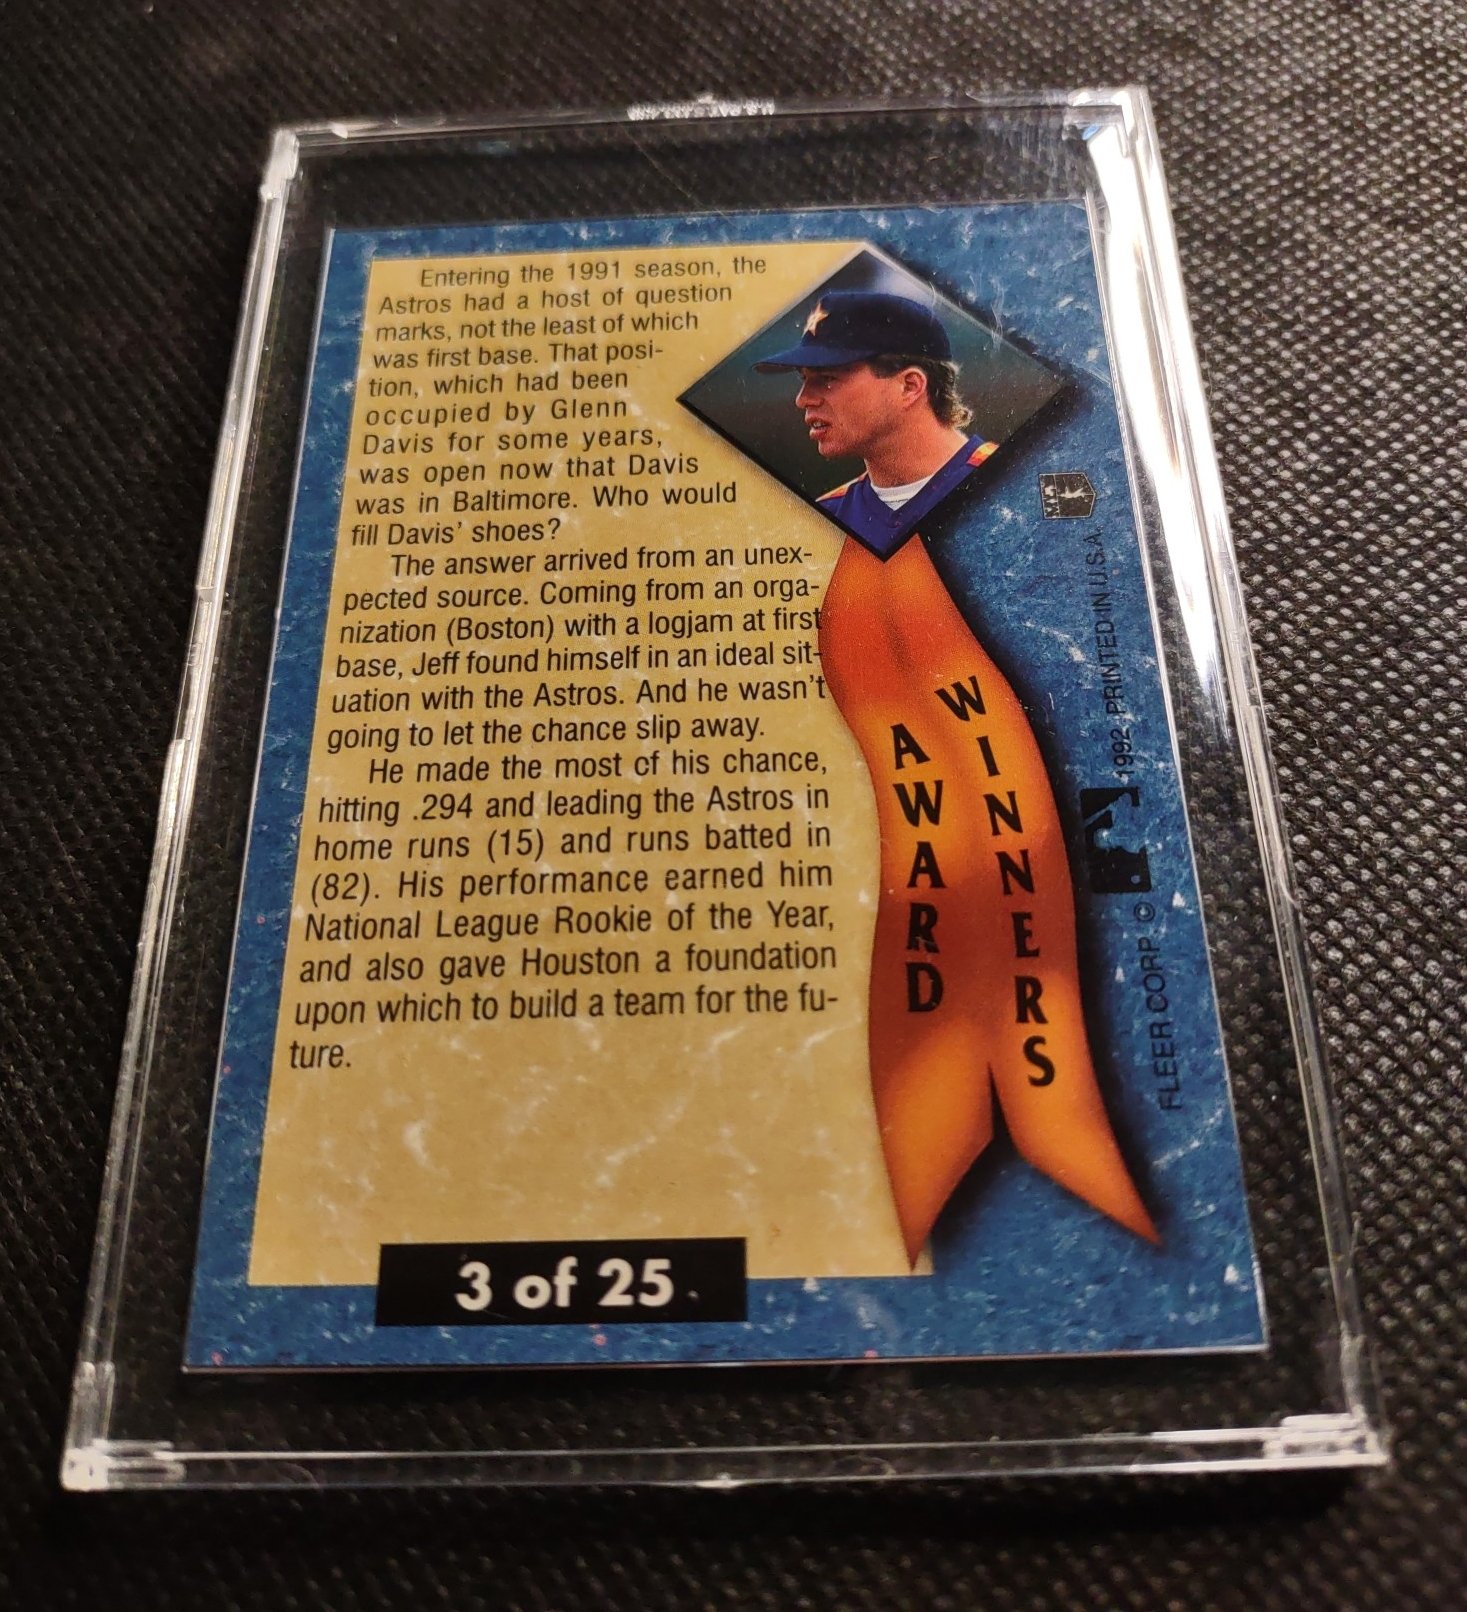 Entering the 1991 season, the
Astros had a host of question
marks, not the least of which
was first base. That posi-
tion, which had been
occupied by Glenn
Davis for some years,
was open now that Davis
was in Baltimore. Who would
fill Davis' shoes?
The answer arrived from an unex-
pected source. Coming from an orga-
nization (Boston) with a logjam at first
base, Jeff found himself in an ideal sit-
uation with the Astros. And he wasn't
going to let the chance slip away.
He made the most of his chance,
hitting .294 and leading the Astros in
home runs (15) and runs batted in
(82). His performance earned him
National League Rookie of the Year,
and also gave Houston a foundation
upon which to build a team for the fu-
ture.
3 of 25
AWARD
WINNERS
FLEER CORP. © 1992 PRINTED IN U.S.A.